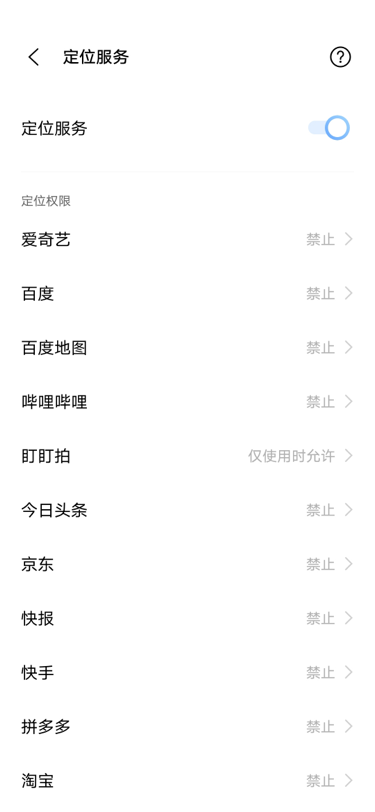 定位服务
定位服务
定位权限
爱奇艺 禁止
百度 禁止
百度地图 禁止
哔哩哔哩 禁止
盯盯拍 仅使用时允许
今日头条 禁止
京东 禁止
快报 禁止
快手 禁止
拼多多 禁止
淘宝 禁止